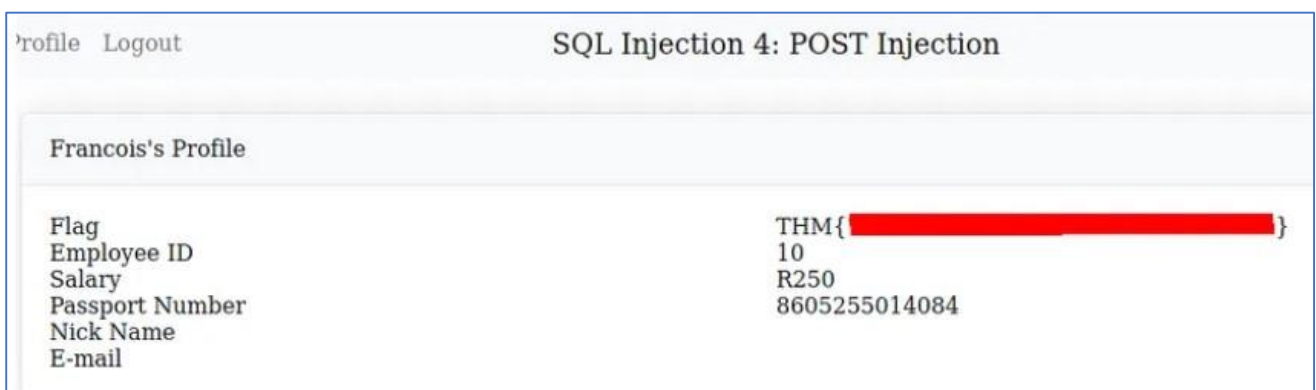 rofile Logout
SQL Injection 4: POST Injection
Francois's Profile
Flag THM{ }
Employee ID 10
Salary R250
Passport Number 8605255014084
Nick Name
E-mail